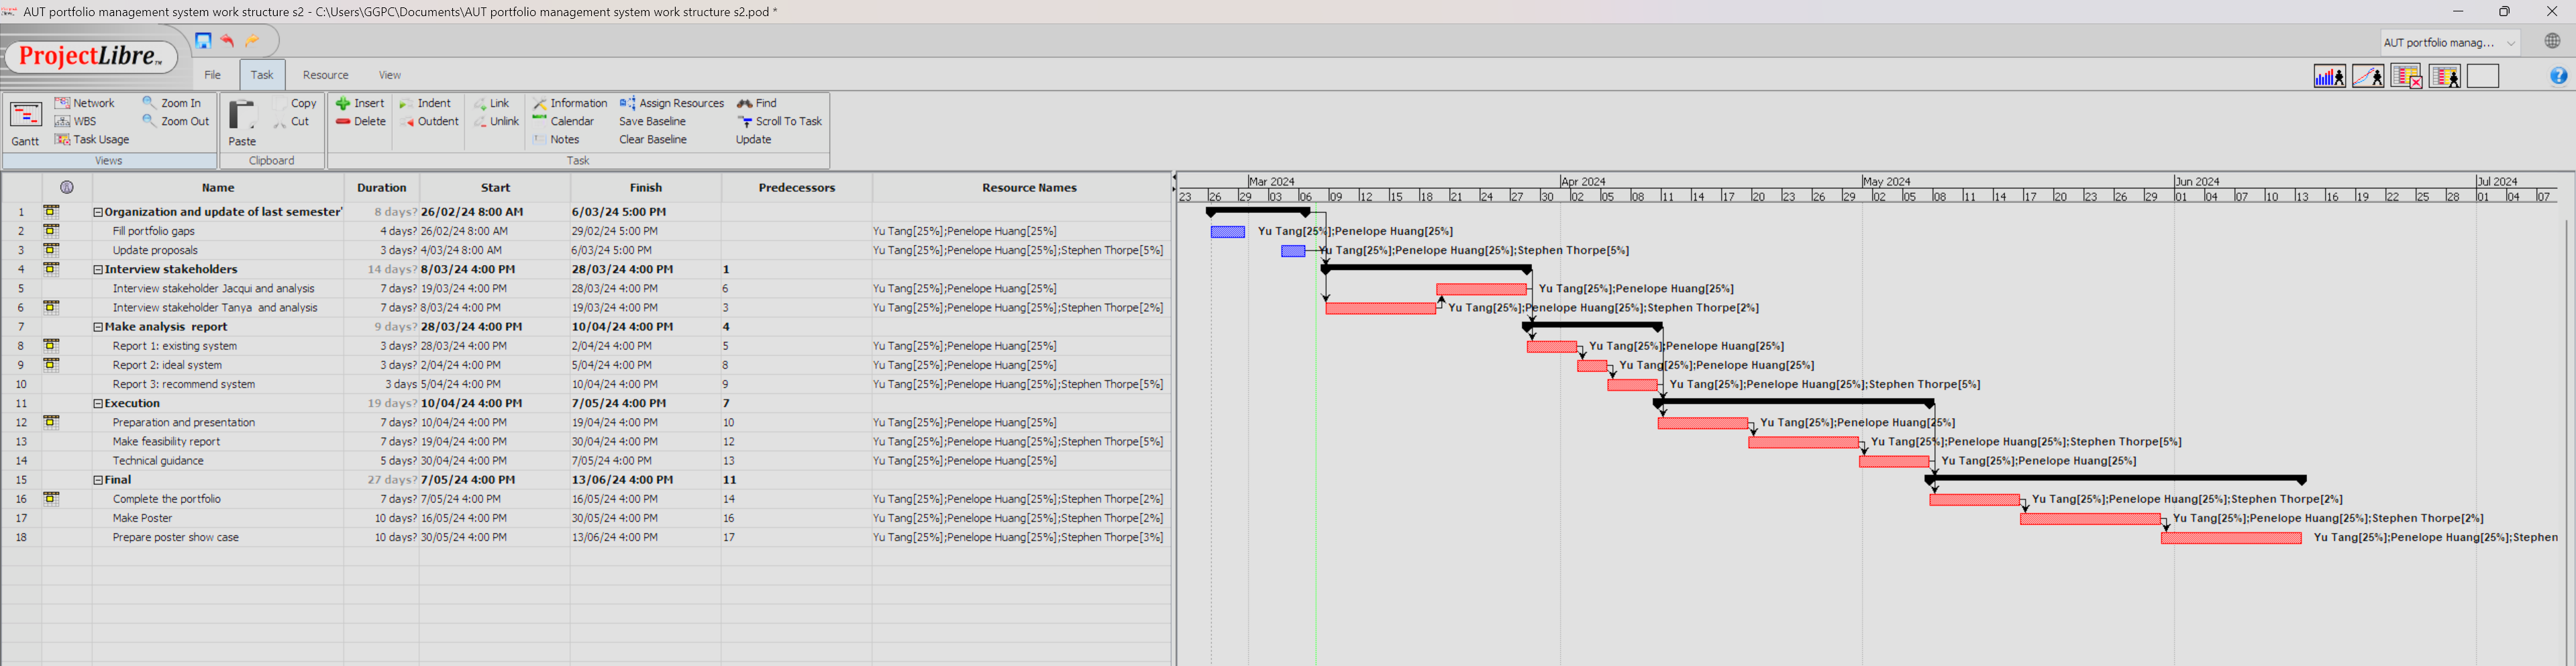 AUT portfolio management system work structure s2 - C:\Users\GGPC\Documents\AUT portfolio management system work structure s2.pod *
ProjectLibre™
AUT portfolio manag...
File Task Resource View
Network Zoom In Copy Insert Indent Link Information Assign Resources Find
WBS Zoom Out Cut Delete Outdent Unlink Calendar Save Baseline Scroll To Task
Gantt Task Usage Paste Notes Clear Baseline Update
Views Clipboard Task
Name Duration Start Finish Predecessors Resource Names
1 Organization and update of last semester' 8 days? 26/02/24 8:00 AM 6/03/24 5:00 PM
2 Fill portfolio gaps 4 days? 26/02/24 8:00 AM 29/02/24 5:00 PM Yu Tang[25%];Penelope Huang[25%]
3 Update proposals 3 days? 4/03/24 8:00 AM 6/03/24 5:00 PM Yu Tang[25%];Penelope Huang[25%];Stephen Thorpe[5%]
4 Interview stakeholders 14 days? 8/03/24 4:00 PM 28/03/24 4:00 PM 1
5 Interview stakeholder Jacqui and analysis 7 days? 19/03/24 4:00 PM 28/03/24 4:00 PM 6 Yu Tang[25%];Penelope Huang[25%]
6 Interview stakeholder Tanya and analysis 7 days? 8/03/24 4:00 PM 19/03/24 4:00 PM 3 Yu Tang[25%];Penelope Huang[25%];Stephen Thorpe[2%]
7 Make analysis report 9 days? 28/03/24 4:00 PM 10/04/24 4:00 PM 4
8 Report 1: existing system 3 days? 28/03/24 4:00 PM 2/04/24 4:00 PM 5 Yu Tang[25%];Penelope Huang[25%]
9 Report 2: ideal system 3 days? 2/04/24 4:00 PM 5/04/24 4:00 PM 8 Yu Tang[25%];Penelope Huang[25%]
10 Report 3: recommend system 3 days 5/04/24 4:00 PM 10/04/24 4:00 PM 9 Yu Tang[25%];Penelope Huang[25%];Stephen Thorpe[5%]
11 Execution 19 days? 10/04/24 4:00 PM 7/05/24 4:00 PM 7
12 Preparation and presentation 7 days? 10/04/24 4:00 PM 19/04/24 4:00 PM 10 Yu Tang[25%];Penelope Huang[25%]
13 Make feasibility report 7 days? 19/04/24 4:00 PM 30/04/24 4:00 PM 12 Yu Tang[25%];Penelope Huang[25%];Stephen Thorpe[5%]
14 Technical guidance 5 days? 30/04/24 4:00 PM 7/05/24 4:00 PM 13 Yu Tang[25%];Penelope Huang[25%]
15 Final 27 days? 7/05/24 4:00 PM 13/06/24 4:00 PM 11
16 Complete the portfolio 7 days? 7/05/24 4:00 PM 16/05/24 4:00 PM 14 Yu Tang[25%];Penelope Huang[25%];Stephen Thorpe[2%]
17 Make Poster 10 days? 16/05/24 4:00 PM 30/05/24 4:00 PM 16 Yu Tang[25%];Penelope Huang[25%];Stephen Thorpe[2%]
18 Prepare poster show case 10 days? 30/05/24 4:00 PM 13/06/24 4:00 PM 17 Yu Tang[25%];Penelope Huang[25%];Stephen Thorpe[3%]
Mar 2024 Apr 2024 May 2024 Jun 2024 Jul 2024
23 26 29 03 06 09 12 15 18 21 24 27 30 02 05 08 11 14 17 20 23 26 29 02 05 08 11 14 17 20 23 26 29 01 04 07 10 13 16 19 22 25 28 01 04 07
Yu Tang[25%];Penelope Huang[25%]
Yu Tang[25%];Penelope Huang[25%];Stephen Thorpe[5%]
Yu Tang[25%];Penelope Huang[25%]
Yu Tang[25%];Penelope Huang[25%];Stephen Thorpe[2%]
Yu Tang[25%];Penelope Huang[25%]
Yu Tang[25%];Penelope Huang[25%]
Yu Tang[25%];Penelope Huang[25%];Stephen Thorpe[5%]
Yu Tang[25%];Penelope Huang[25%]
Yu Tang[25%];Penelope Huang[25%];Stephen Thorpe[5%]
Yu Tang[25%];Penelope Huang[25%]
Yu Tang[25%];Penelope Huang[25%];Stephen Thorpe[2%]
Yu Tang[25%];Penelope Huang[25%];Stephen Thorpe[2%]
Yu Tang[25%];Penelope Huang[25%];Stephen